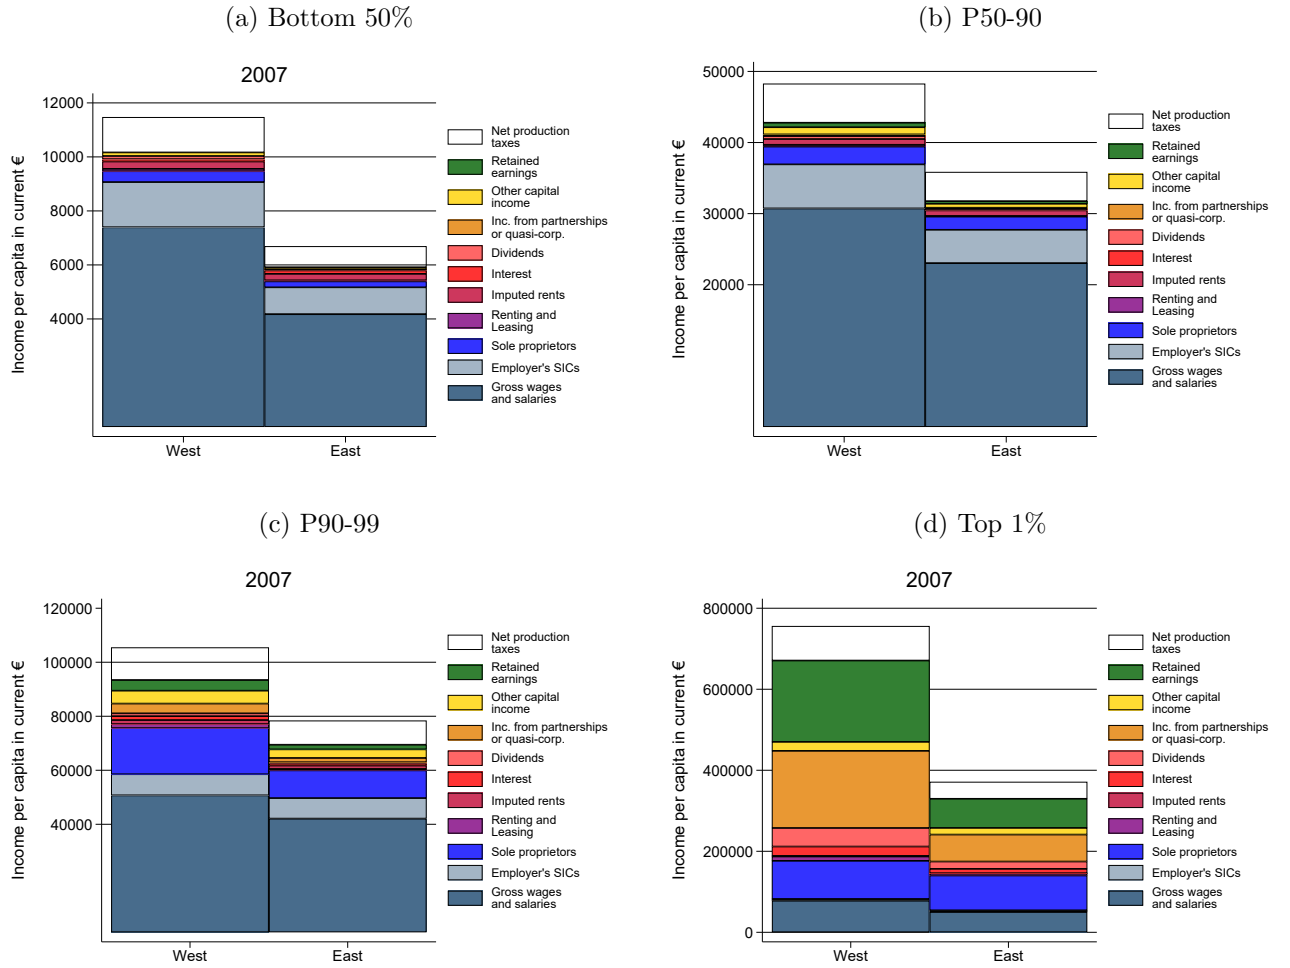 (a) Bottom 50%
2007
Income per capita in current €
12000
10000
8000
6000
4000
West
East
Net production
taxes
Retained
earnings
Other capital
income
Inc. from partnerships
or quasi-corp.
Dividends
Interest
Imputed rents
Renting and
Leasing
Sole proprietors
Employer's SICs
Gross wages
and salaries
(b) P50-90
Income per capita in current €
50000
40000
30000
20000
West
East
Net production
taxes
Retained
earnings
Other capital
income
Inc. from partnerships
or quasi-corp.
Dividends
Interest
Imputed rents
Renting and
Leasing
Sole proprietors
Employer's SICs
Gross wages
and salaries
(c) P90-99
2007
Income per capita in current €
120000
100000
80000
60000
40000
West
East
Net production
taxes
Retained
earnings
Other capital
income
Inc. from partnerships
or quasi-corp.
Dividends
Interest
Imputed rents
Renting and
Leasing
Sole proprietors
Employer's SICs
Gross wages
and salaries
(d) Top 1%
2007
Income per capita in current €
800000
600000
400000
200000
0
West
East
Net production
taxes
Retained
earnings
Other capital
income
Inc. from partnerships
or quasi-corp.
Dividends
Interest
Imputed rents
Renting and
Leasing
Sole proprietors
Employer's SICs
Gross wages
and salaries